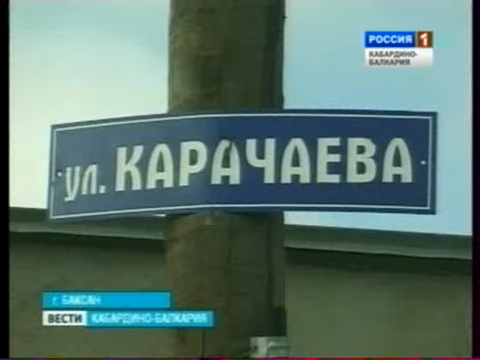 РОССИЯ 1
КАБАРДИНО-
БАЛКАРИЯ
ул. КАРАЧАЕВА
г. БАКСАН
ВЕСТИ КАБАРДИНО-БАЛКАРИЯ